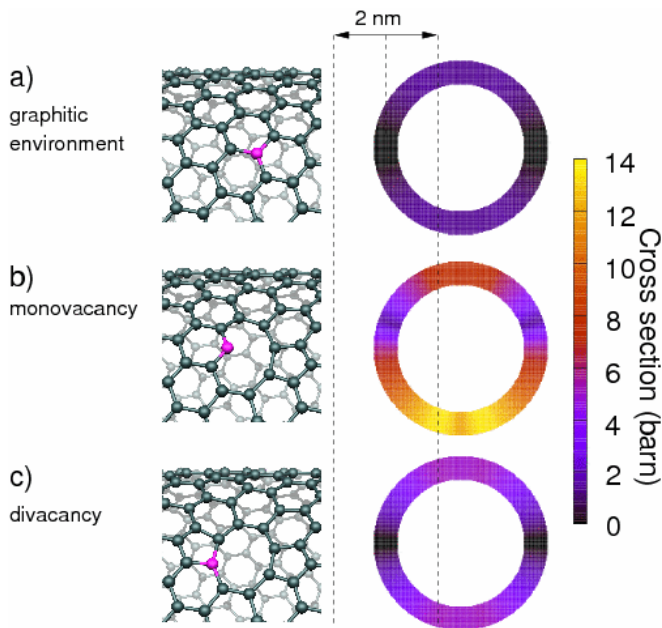 2 nm
a)
graphitic
environment
b)
monovacancy
c)
divacancy
14
12
10
8
6
4
2
0
Cross section (barn)